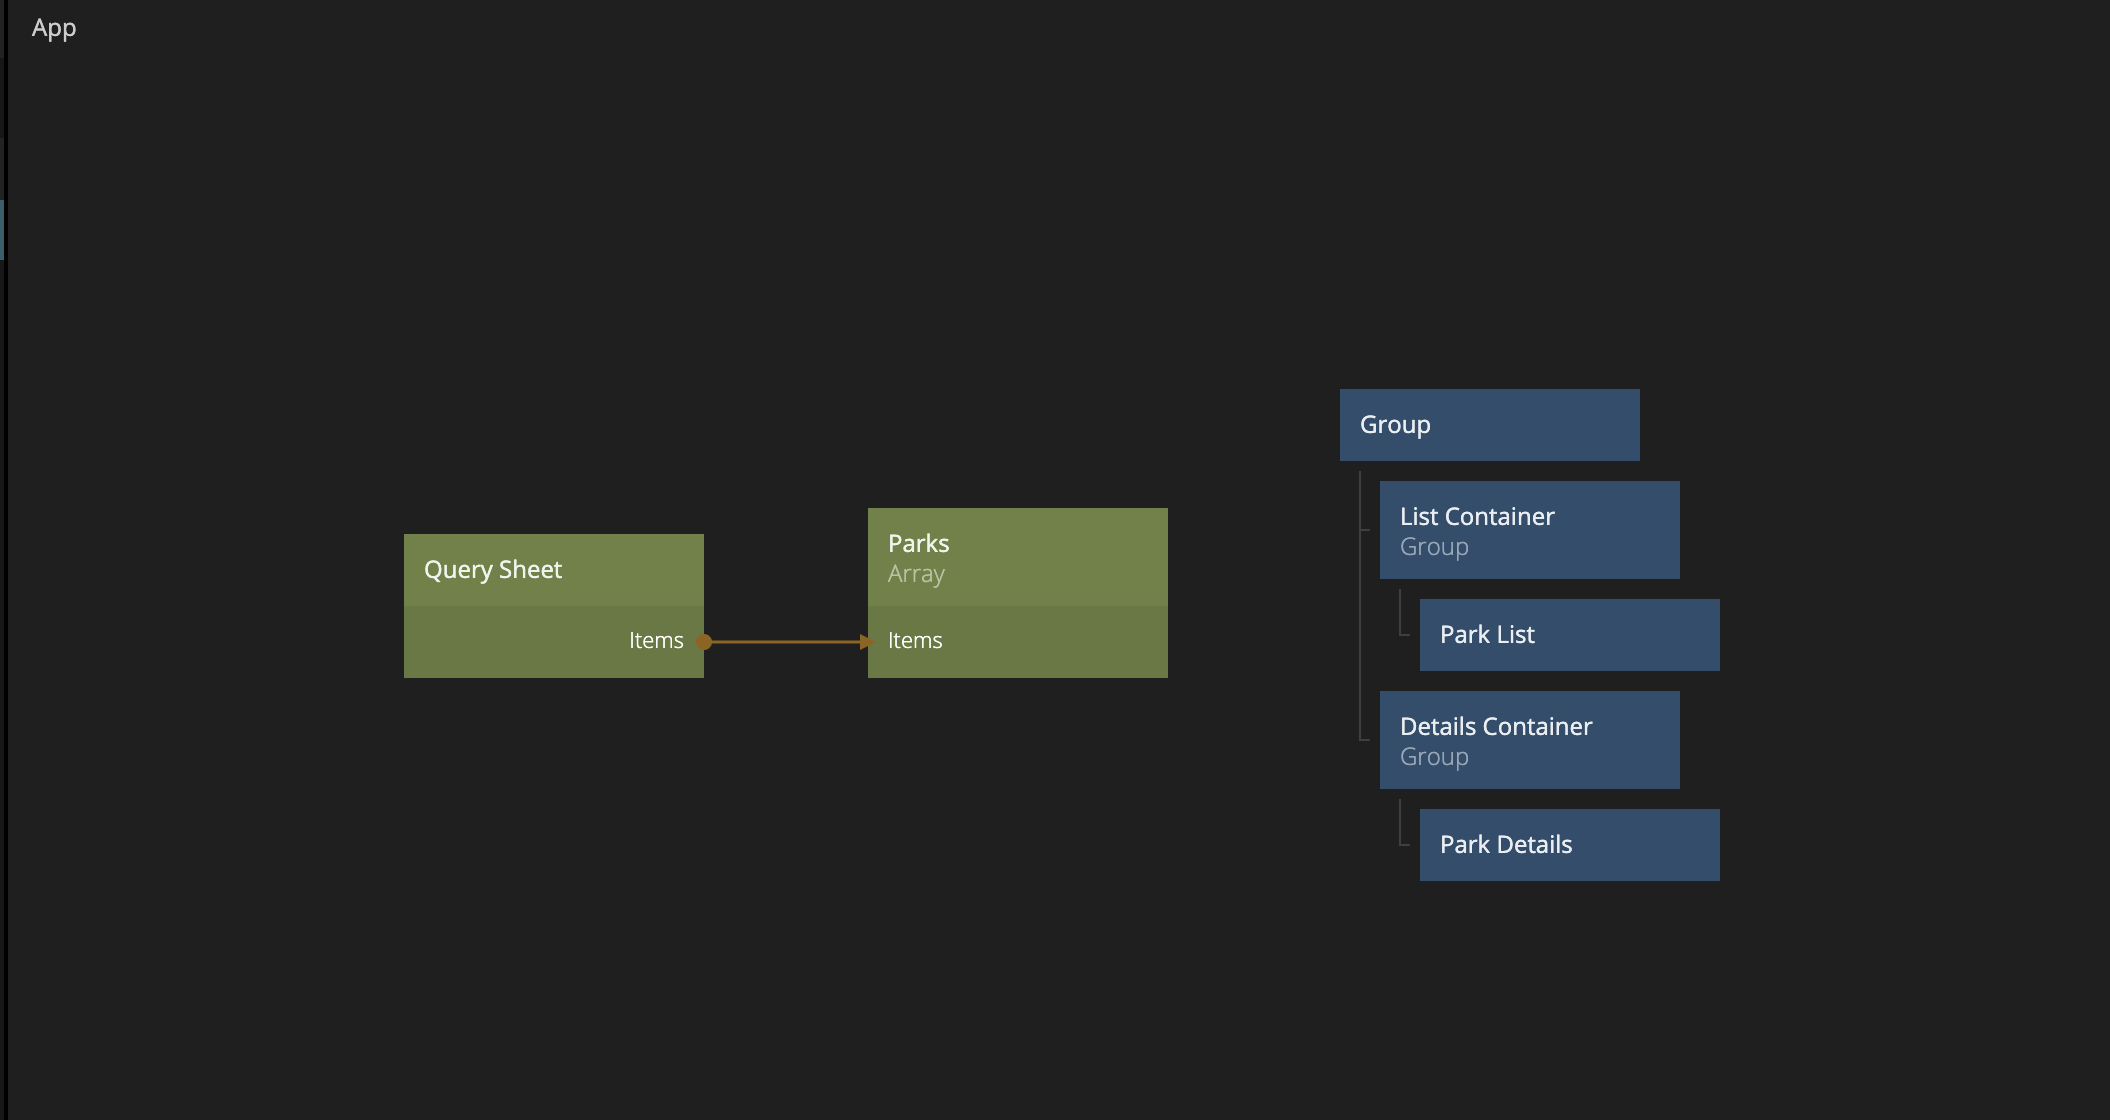 App
Query Sheet
Items
Parks
Array
Items
Group
List Container
Group
Park List
Details Container
Group
Park Details